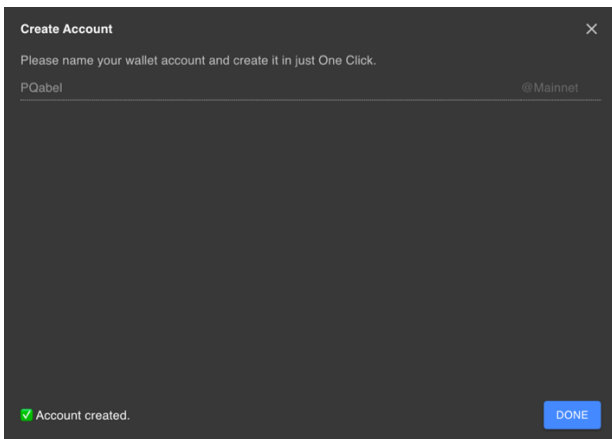 Create Account
Please name your wallet account and create it in just One Click.
PQabel @Mainnet
Account created.
DONE